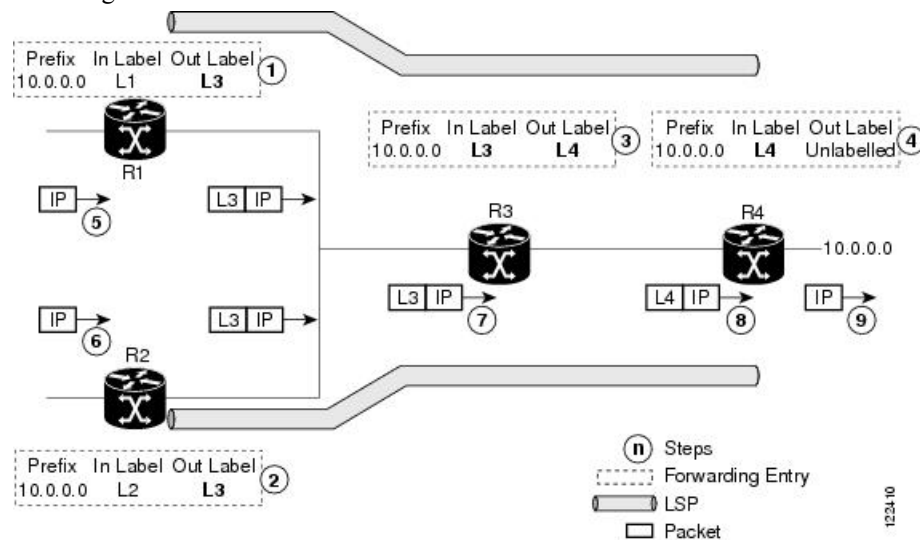 Prefix In Label Out Label
10.0.0.0 L1 L3
1
R1
Prefix In Label Out Label
10.0.0.0 L3 L4
3
Prefix In Label Out Label
10.0.0.0 L4 Unlabelled
4
IP
5
L3 IP
R3
R4
10.0.0.0
IP
6
L3 IP
L3 IP
7
L4 IP
8
IP
9
R2
Prefix In Label Out Label
10.0.0.0 L2 L3
2
n Steps
Forwarding Entry
LSP
Packet
122410